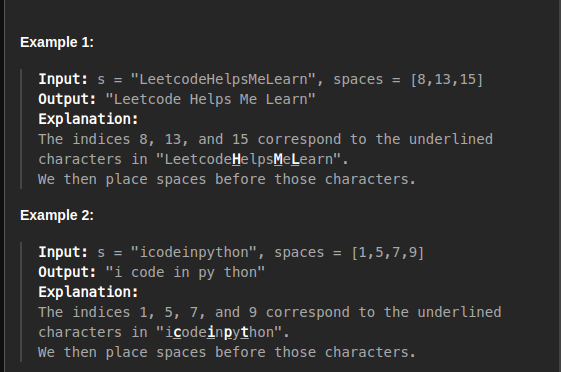 Example 1:
Input: s = "LeetcodeHelpsMeLearn", spaces = [8,13,15]
Output: "Leetcode Helps Me Learn"
Explanation:
The indices 8, 13, and 15 correspond to the underlined
characters in "LeetcodeHelpsMeLearn".
We then place spaces before those characters.
Example 2:
Input: s = "icodeinpython", spaces = [1,5,7,9]
Output: "i code in py thon"
Explanation:
The indices 1, 5, 7, and 9 correspond to the underlined
characters in "icodeinpython".
We then place spaces before those characters.